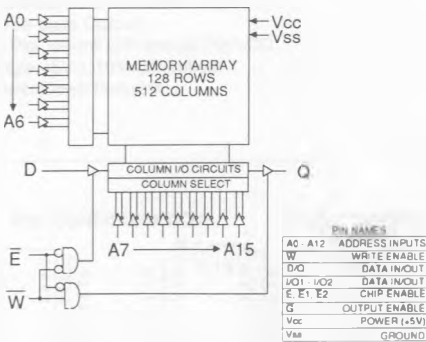 A0
A6
Vcc
Vss
MEMORY ARRAY
128 ROWS
512 COLUMNS
D
COLUMN I/O CIRCUITS
COLUMN SELECT
Q
A7
A15
E̅
W̅
PIN NAMES
A0 - A12 ADDRESS INPUTS
W̅ WRITE ENABLE
D/Q DATA IN/OUT
I/O1 - I/O2 DATA IN/OUT
E̅, E̅1, E̅2 CHIP ENABLE
G̅ OUTPUT ENABLE
Vcc POWER (+5V)
Vss GROUND